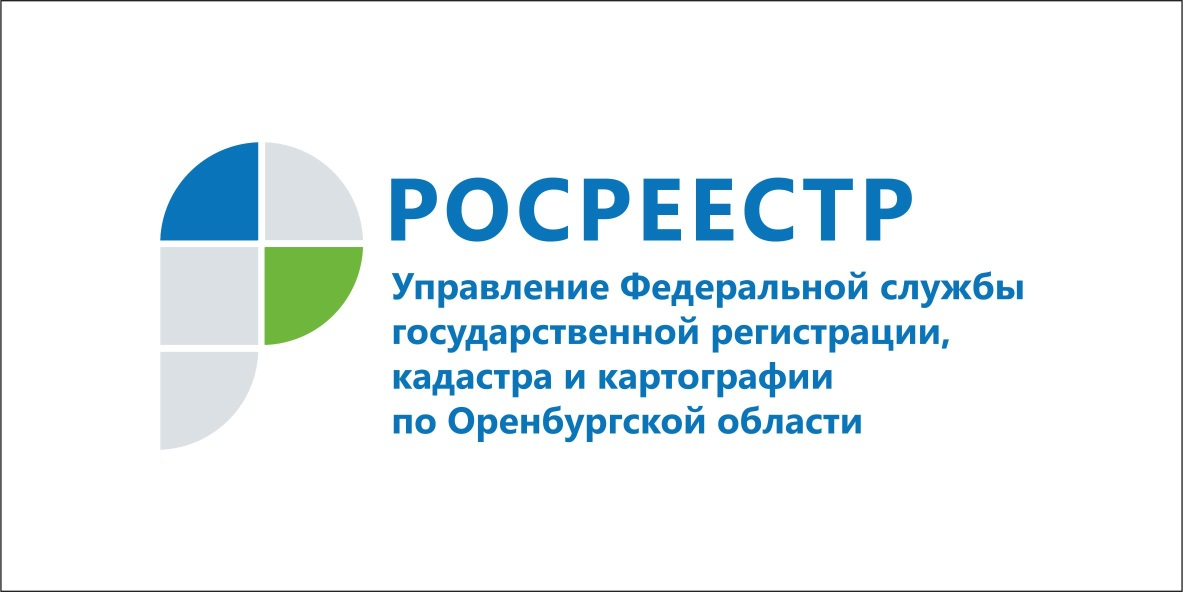 РОСРЕЕСТР
Управление Федеральной службы
государственной регистрации,
кадастра и картографии
по Оренбургской области